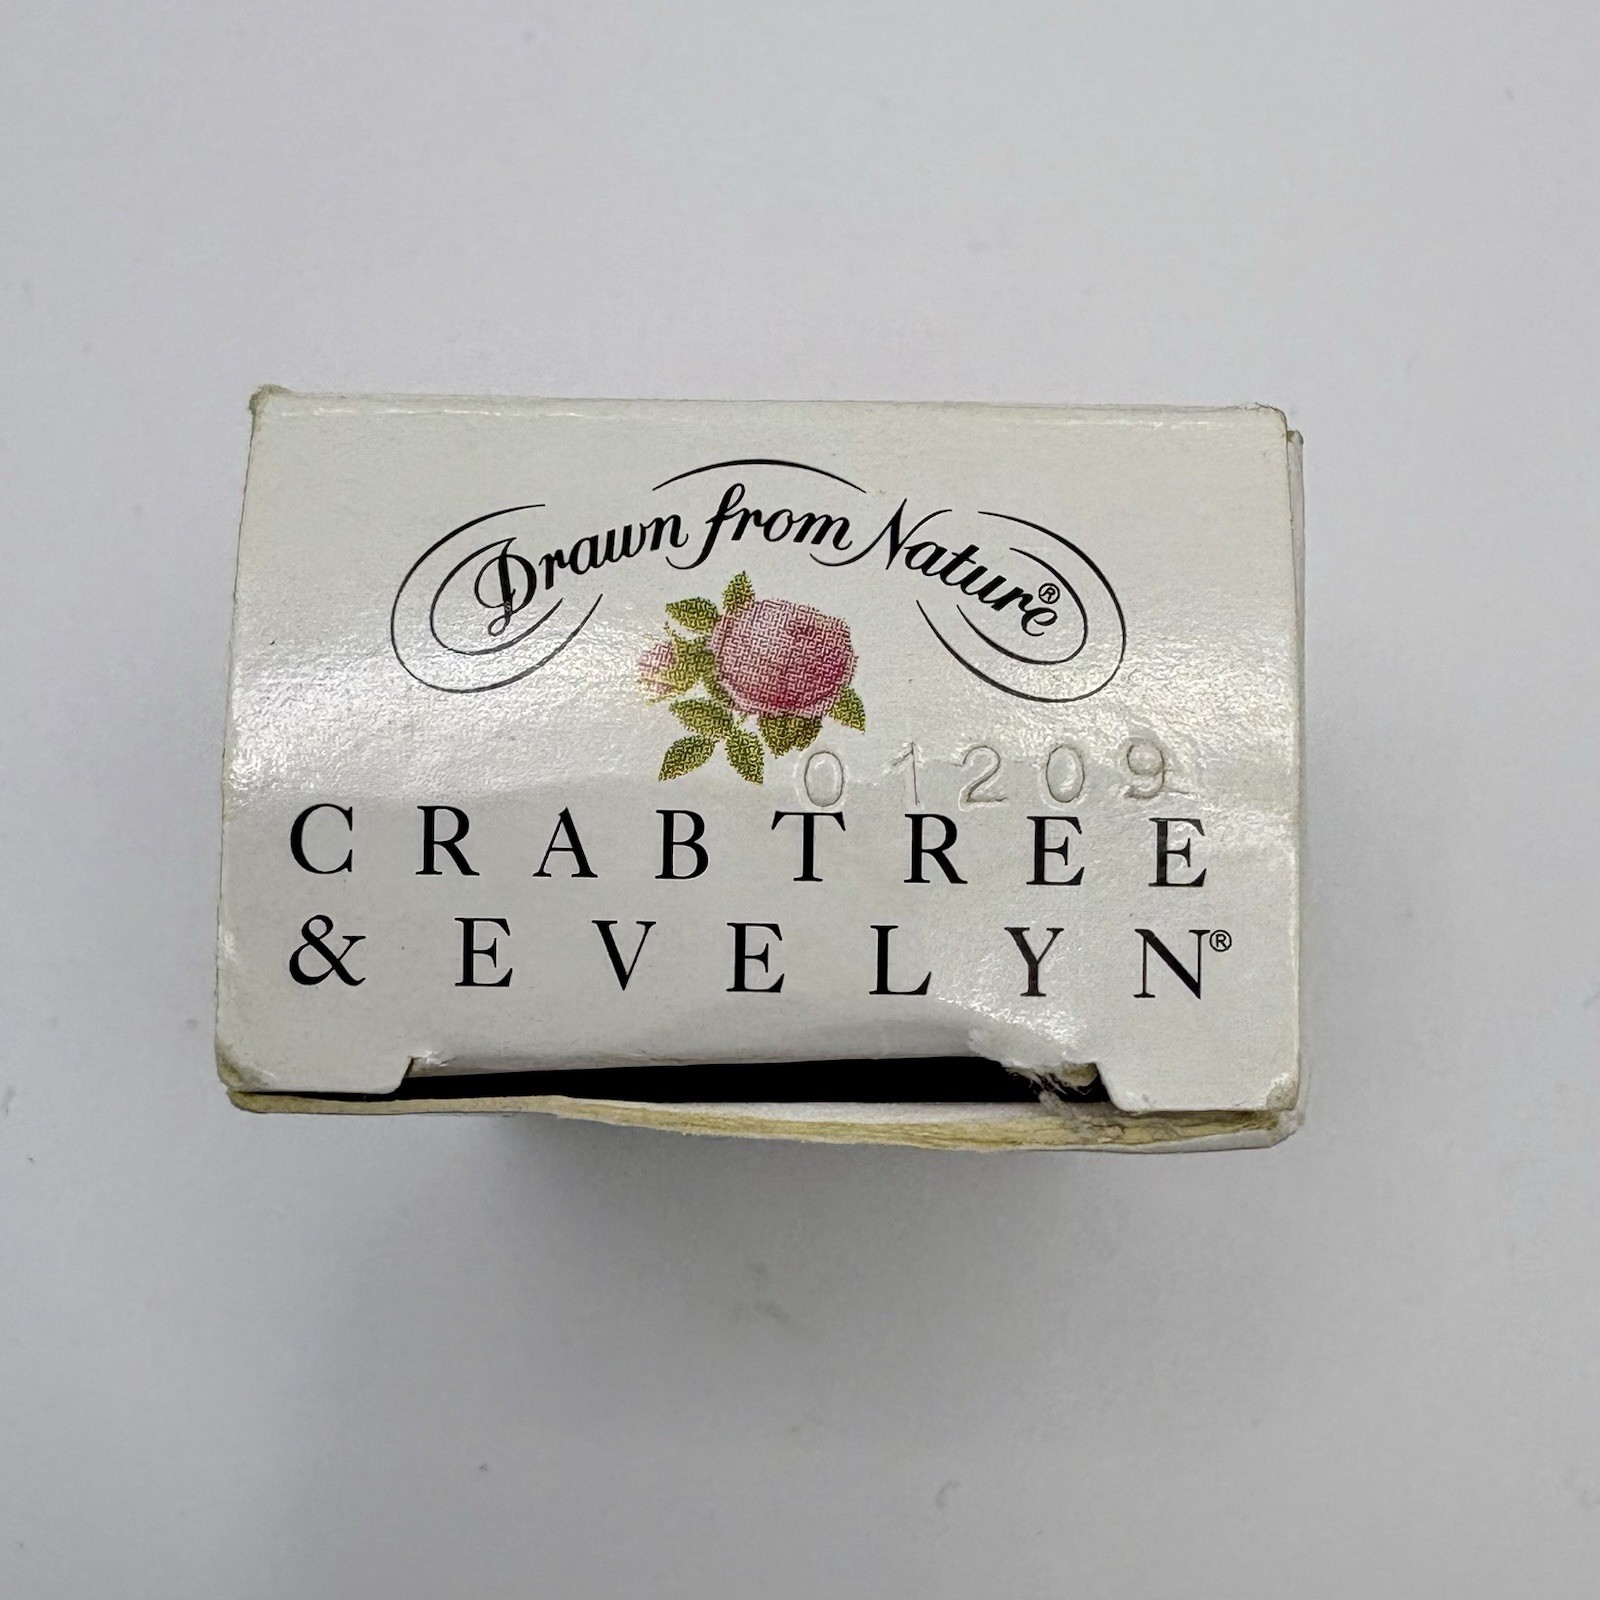 Drawn from Nature®
01209
CRABTREE
& EVELYN®